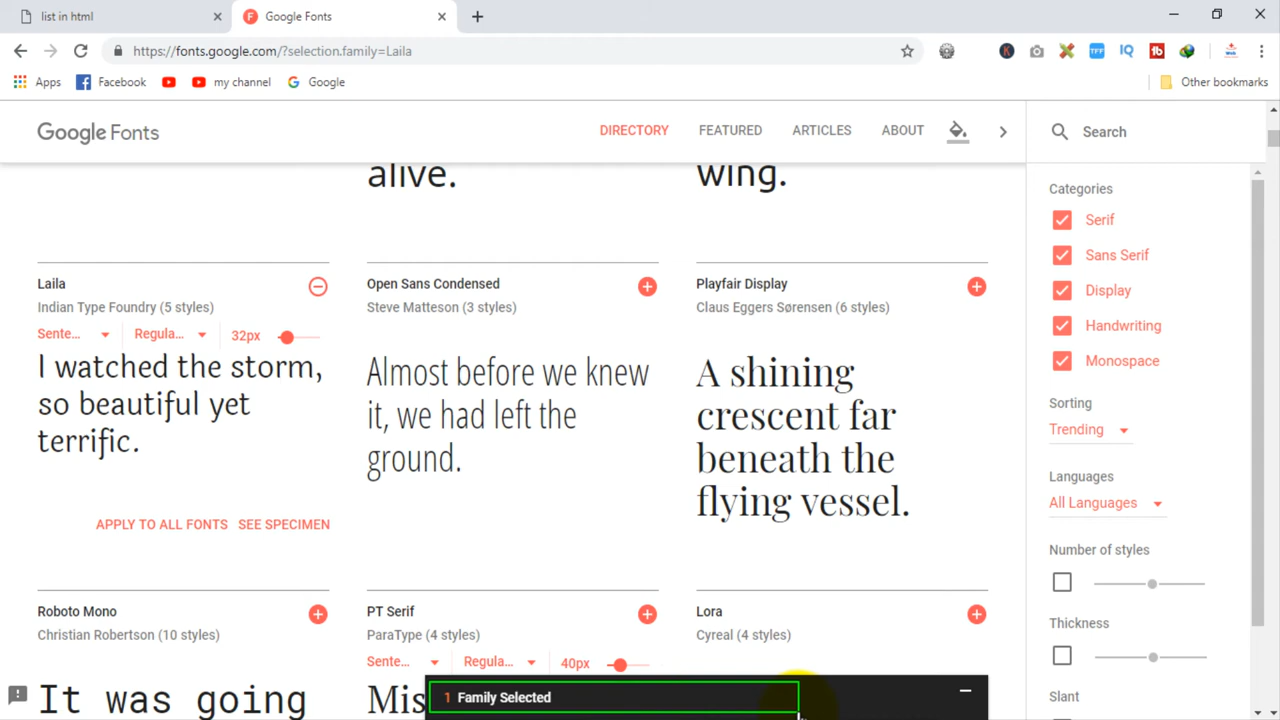 list in html
Google Fonts
https://fonts.google.com/?selection.family=Laila
Apps
Facebook
my channel
Google
Other bookmarks
Google Fonts
DIRECTORY
FEATURED
ARTICLES
ABOUT
Search
alive.
wing.
Categories
Serif
Sans Serif
Display
Handwriting
Monospace
Sorting
Trending
Languages
All Languages
Number of styles
Thickness
Slant
Laila
Indian Type Foundry (5 styles)
Sente...
Regula...
32px
I watched the storm,
so beautiful yet
terrific.
APPLY TO ALL FONTS
SEE SPECIMEN
Open Sans Condensed
Steve Matteson (3 styles)
Almost before we knew
it, we had left the
ground.
Playfair Display
Claus Eggers Sørensen (6 styles)
A shining
crescent far
beneath the
flying vessel.
Roboto Mono
Christian Robertson (10 styles)
It was going
PT Serif
ParaType (4 styles)
Sente...
Regula...
40px
Mis
Lora
Cyreal (4 styles)
1 Family Selected